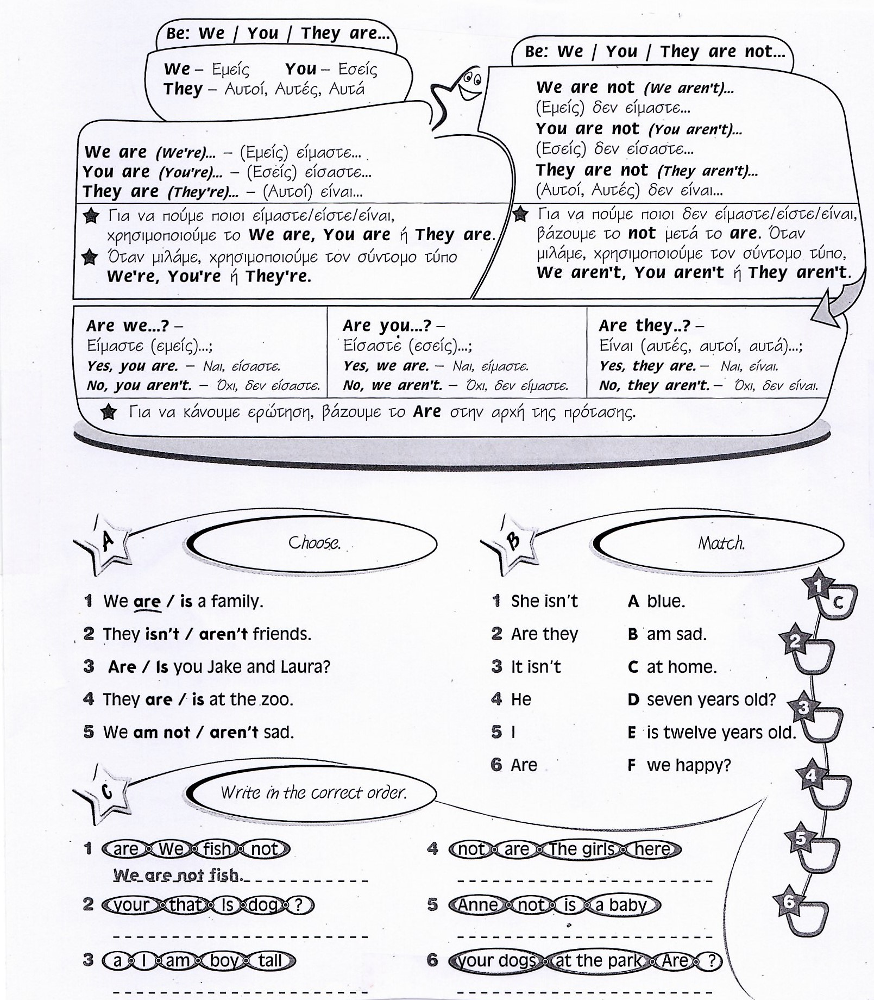 Be: We / You / They are...
We – Εμείς You – Εσείς
They – Αυτοί, Αυτές, Αυτά
We are (We're)... – (Εμείς) είμαστε...
You are (You're)... – (Εσείς) είσαστε...
They are (They're)... – (Αυτοί) είναι...
Για να πούμε ποιοι είμαστε/είστε/είναι,
χρησιμοποιούμε το We are, You are ή They are.
Όταν μιλάμε, χρησιμοποιούμε τον σύντομο τύπο
We're, You're ή They're.
Be: We / You / They are not...
We are not (We aren't)...
(Εμείς) δεν είμαστε...
You are not (You aren't)...
(Εσείς) δεν είσαστε...
They are not (They aren't)...
(Αυτοί, Αυτές) δεν είναι...
Για να πούμε ποιοι δεν είμαστε/είστε/είναι,
βάζουμε το not μετά το are. Όταν
μιλάμε, χρησιμοποιούμε τον σύντομο τύπο,
We aren't, You aren't ή They aren't.
Are we...? –
Είμαστε (εμείς)...;
Yes, you are. – Ναι, είσαστε.
No, you aren't. – Όχι, δεν είσαστε.
Are you...? –
Είσαστε (εσείς)...;
Yes, we are. – Ναι, είμαστε.
No, we aren't. – Όχι, δεν είμαστε.
Are they..? –
Είναι (αυτές, αυτοί, αυτά)...;
Yes, they are. – Ναι, είναι.
No, they aren't. – Όχι, δεν είναι.
Για να κάνουμε ερώτηση, βάζουμε το Are στην αρχή της πρότασης.
A Choose.
1 We are / is a family.
2 They isn't / aren't friends.
3 Are / Is you Jake and Laura?
4 They are / is at the zoo.
5 We am not / aren't sad.
B Match.
1 She isn't A blue.
2 Are they B am sad.
3 It isn't C at home.
4 He D seven years old?
5 I E is twelve years old.
6 Are F we happy?
1 C
2
3
4
5
6
C Write in the correct order.
1 are We fish not
We are not fish.
2 your that Is dog ?
3 a I am boy tall
4 not are The girls here
5 Anne not is a baby
6 your dogs at the park Are ?